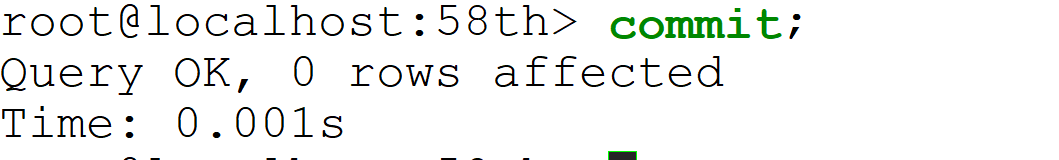 root@localhost:58th> commit;
Query OK, 0 rows affected
Time: 0.001s